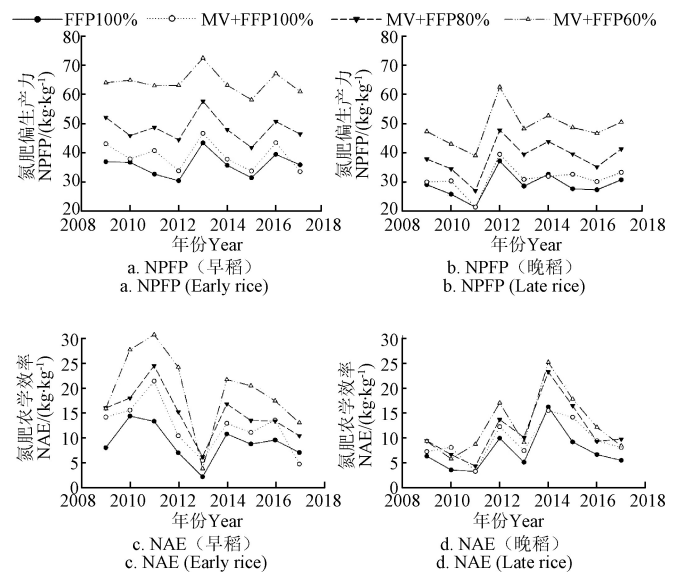 FFP100% MV+FFP100% MV+FFP80% MV+FFP60%
氮肥偏生产力
NPFP/(kg·kg⁻¹)
80
70
60
50
40
30
20
2008 2010 2012 2014 2016 2018
年份Year
a. NPFP（早稻）
a. NPFP (Early rice)
氮肥偏生产力
NPFP/(kg·kg⁻¹)
80
70
60
50
40
30
20
2008 2010 2012 2014 2016 2018
年份Year
b. NPFP（晚稻）
b. NPFP (Late rice)
氮肥农学效率
NAE/(kg·kg⁻¹)
30
25
20
15
10
5
0
2008 2010 2012 2014 2016 2018
年份Year
c. NAE（早稻）
c. NAE (Early rice)
氮肥农学效率
NAE/(kg·kg⁻¹)
30
25
20
15
10
5
0
2008 2010 2012 2014 2016 2018
年份Year
d. NAE（晚稻）
d. NAE (Late rice)